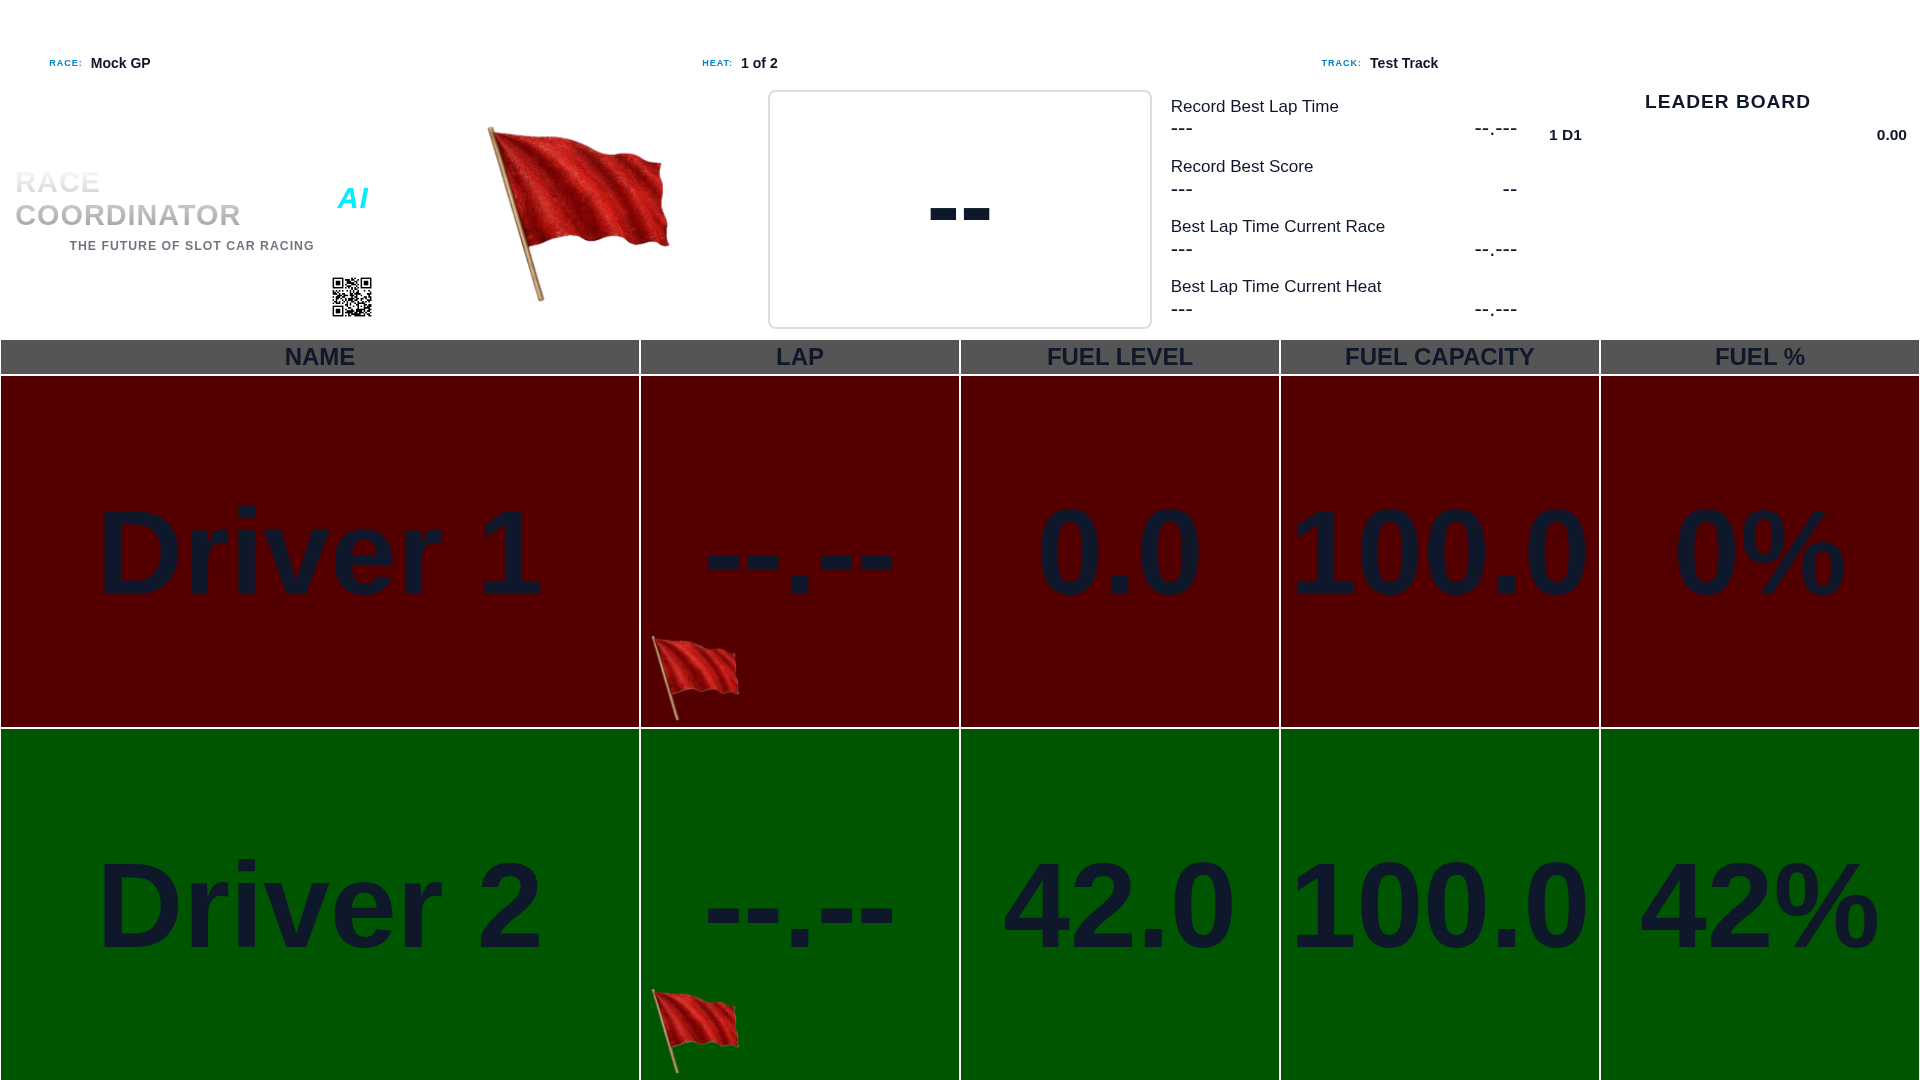 RACE: Mock GP
HEAT: 1 of 2
TRACK: Test Track
RACE
COORDINATOR
AI
THE FUTURE OF SLOT CAR RACING
--
Record Best Lap Time
--- --.---
Record Best Score
--- --
Best Lap Time Current Race
--- --.---
Best Lap Time Current Heat
--- --.---
LEADER BOARD
1 D1 0.00
NAME LAP FUEL LEVEL FUEL CAPACITY FUEL %
Driver 1 --.-- 0.0 100.0 0%
Driver 2 --.-- 42.0 100.0 42%